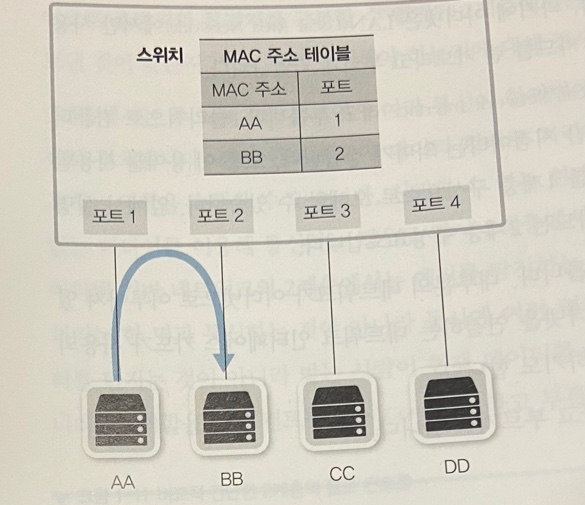 스위치
MAC 주소 테이블
MAC 주소 포트
AA 1
BB 2
포트 1 포트 2 포트 3 포트 4
AA BB CC DD